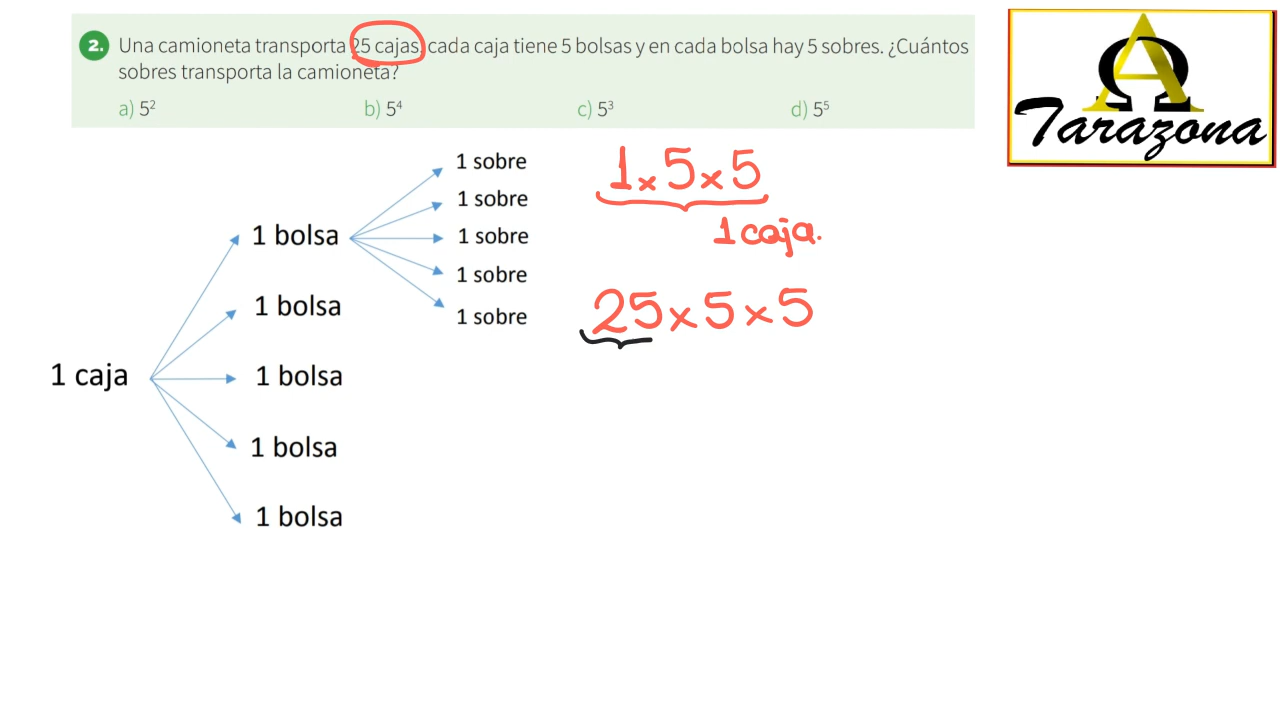 2. Una camioneta transporta 25 cajas, cada caja tiene 5 bolsas y en cada bolsa hay 5 sobres. ¿Cuántos
sobres transporta la camioneta?
a) 5² b) 5⁴ c) 5³ d) 5⁵
ΑΩ
Tarazona
1 sobre
1 sobre
1 bolsa
1 sobre
1 sobre
1 sobre
1 bolsa
1 caja
1 bolsa
1 bolsa
1 bolsa
1 × 5 × 5
1 caja.
25 × 5 × 5